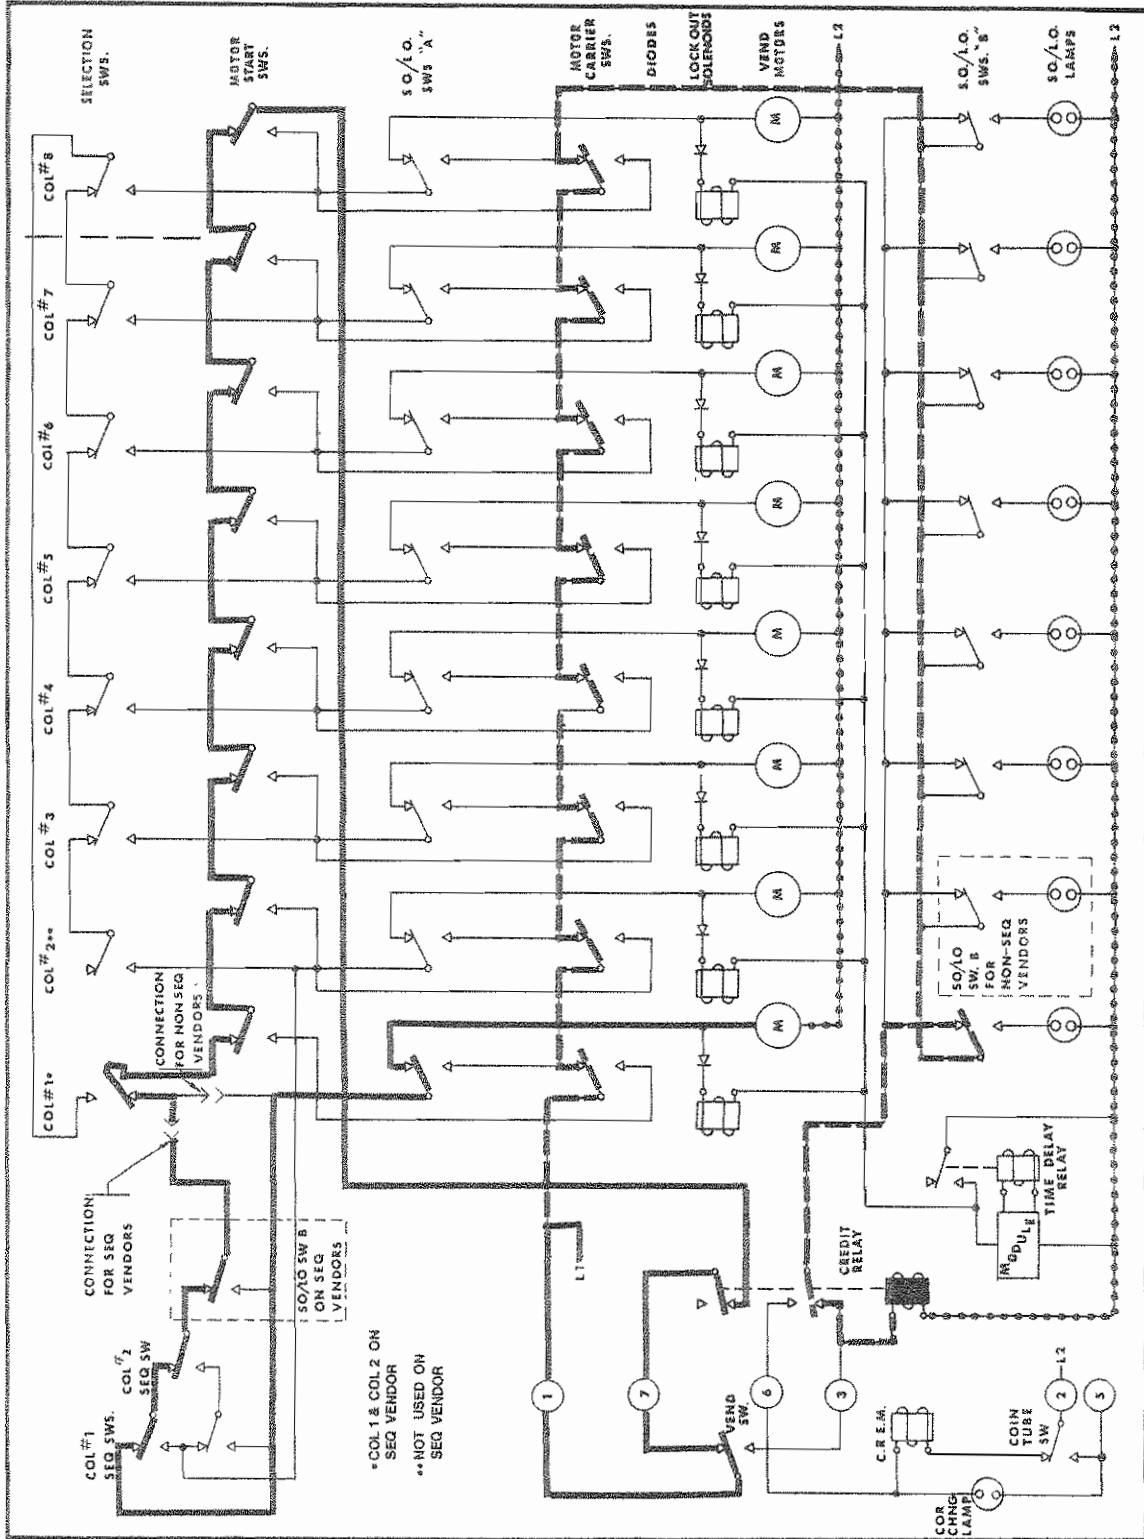 SELECTION
SWS.
MOTOR
START
SWS.
S O./L.O.
SWS "A"
MOTOR
CARRIER
SWS.
DIODES
LOCKOUT
SOLENOIDS
VEND
MOTORS
L2
S.O./L.O.
SWS. "B"
S O./L.O.
LAMPS
L2
COL#8
COL#7
COL#6
COL#5
COL#4
COL#3
COL#2**
COL#1*
M
M
M
M
M
M
M
M
CONNECTION
FOR NON SEQ
VENDORS
CONNECTION
FOR SEQ
VENDORS
SO/LO SW B
ON SEQ
VENDORS
COL#2
SEQ SW
COL#1
SEQ SWS.
*COL 1 & COL 2 ON
SEQ VENDOR
**NOT USED ON
SEQ VENDOR
SO/LO
SW. B
FOR
NON-SEQ
VENDORS
L1
CREDIT
RELAY
MODULE
TIME DELAY
RELAY
1
7
6
3
2
L2
5
VEND
SW.
C.R.E.M.
COIN
TUBE
SW
COR
CHNG
LAMP